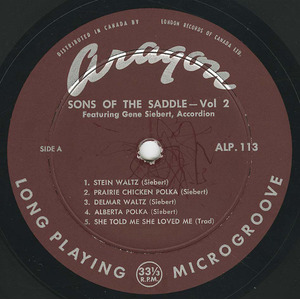 DISTRIBUTED IN CANADA BY LONDON RECORDS OF CANADA LTD.
Aragon
SONS OF THE SADDLE—Vol 2
Featuring Gene Siebert, Accordion
SIDE A
ALP. 113
1. STEIN WALTZ (Siebert)
2. PRAIRIE CHICKEN POLKA (Siebert)
3. DELMAR WALTZ (Siebert)
4. ALBERTA POLKA (Siebert)
5. SHE TOLD ME SHE LOVED ME (Trad)
LONG PLAYING MICROGROOVE
33⅓
R.P.M.